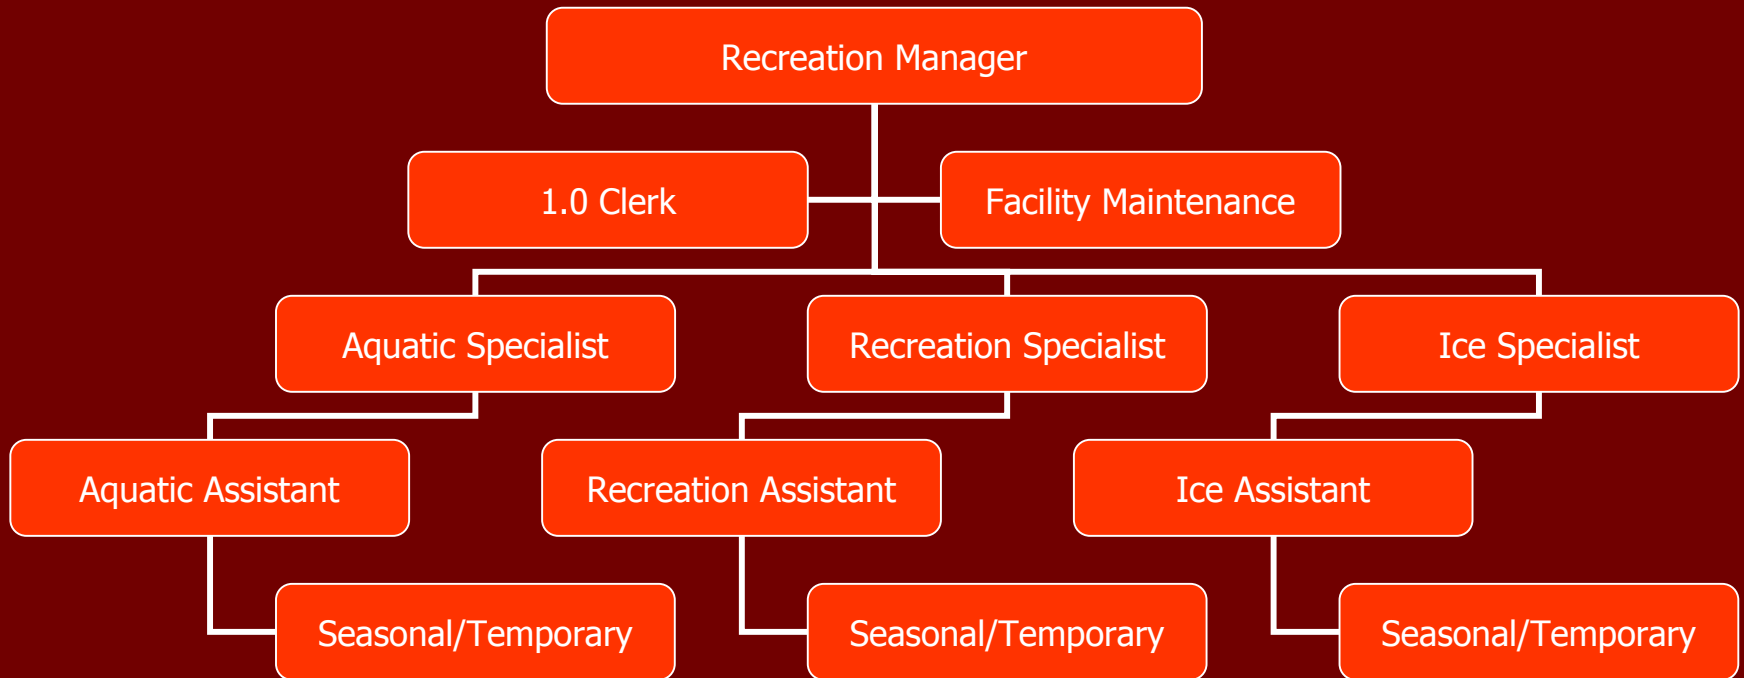 Recreation Manager
1.0 Clerk
Facility Maintenance
Aquatic Specialist
Recreation Specialist
Ice Specialist
Aquatic Assistant
Recreation Assistant
Ice Assistant
Seasonal/Temporary
Seasonal/Temporary
Seasonal/Temporary